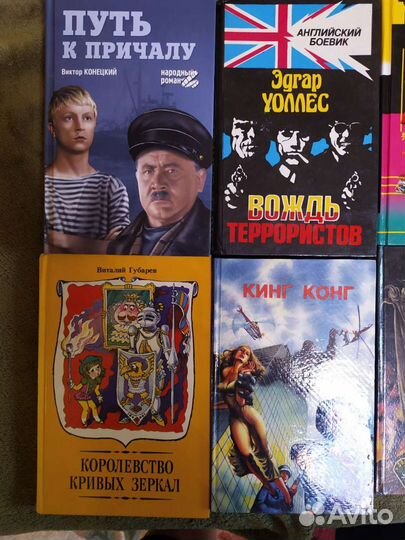 ПУТЬ
К ПРИЧАЛУ
Виктор КОНЕЦКИЙ
народный
роман
АНГЛИЙСКИЙ
БОЕВИК
Эдгар
УОЛЛЕС
ВОЖДЬ
ТЕРРОРИСТОВ
Виталий Губарев
КОРОЛЕВСТВО
КРИВЫХ ЗЕРКАЛ
КИНГ КОНГ
Avito